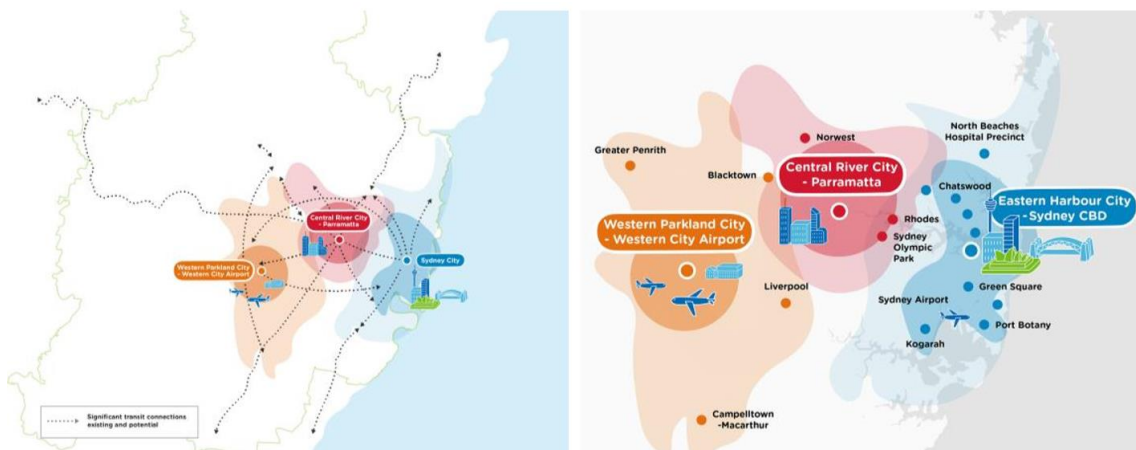 Central River City
- Parramatta
Western Parkland City
- Western City Airport
Sydney City
Significant transit connections
existing and potential
North Beaches
Hospital Precinct
Norwest
Greater Penrith
Blacktown
Central River City
- Parramatta
Chatswood
Eastern Harbour City
-Sydney CBD
Rhodes
Western Parkland City
- Western City Airport
Sydney
Olympic
Park
Liverpool
Green Square
Sydney Airport
Port Botany
Kogarah
Campelltown
-Macarthur